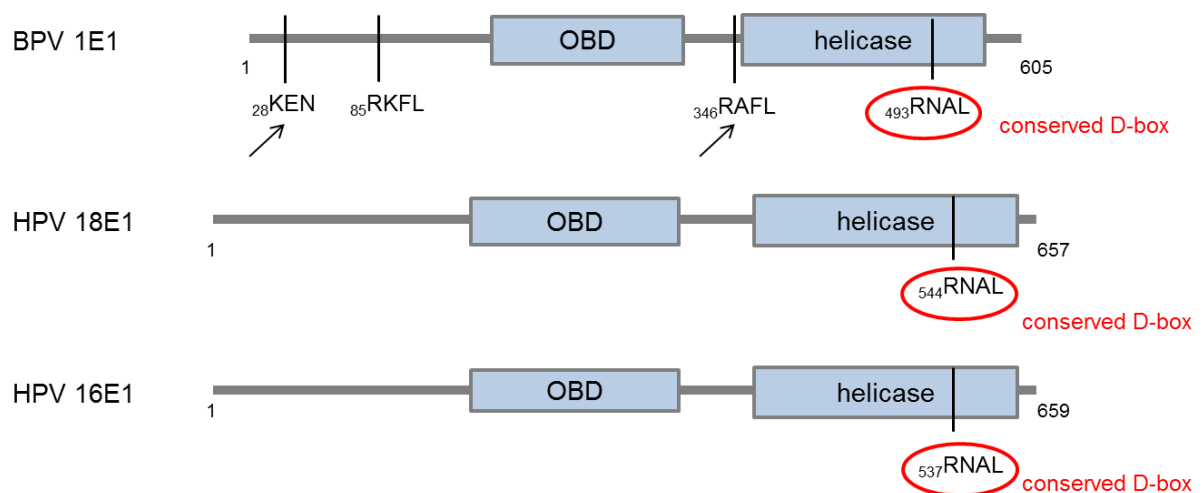 BPV 1E1
OBD
helicase
1
605
28KEN
85RKFL
346RAFL
493RNAL
conserved D-box
HPV 18E1
OBD
helicase
1
657
544RNAL
conserved D-box
HPV 16E1
OBD
helicase
1
659
537RNAL
conserved D-box